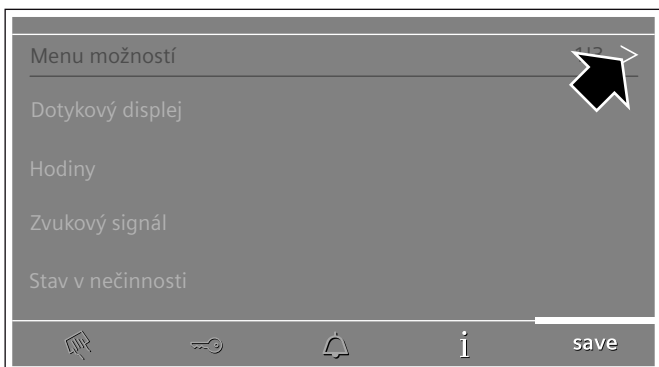 Menu možností
Dotykový displej
Hodiny
Zvukový signál
Stav v nečinnosti
i
save